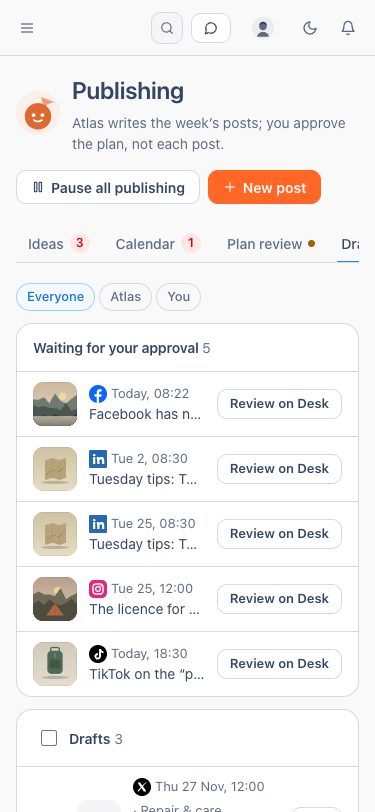 Publishing
Atlas writes the week's posts; you approve
the plan, not each post.
Pause all publishing
+ New post
Ideas 3 Calendar 1 Plan review Dra
Everyone Atlas You
Waiting for your approval 5
Today, 08:22
Facebook has n...
Review on Desk
Tue 2, 08:30
Tuesday tips: T...
Review on Desk
Tue 25, 08:30
Tuesday tips: T...
Review on Desk
Tue 25, 12:00
The licence for ...
Review on Desk
Today, 18:30
TikTok on the “p...
Review on Desk
Drafts 3
Thu 27 Nov, 12:00
· Repair & care